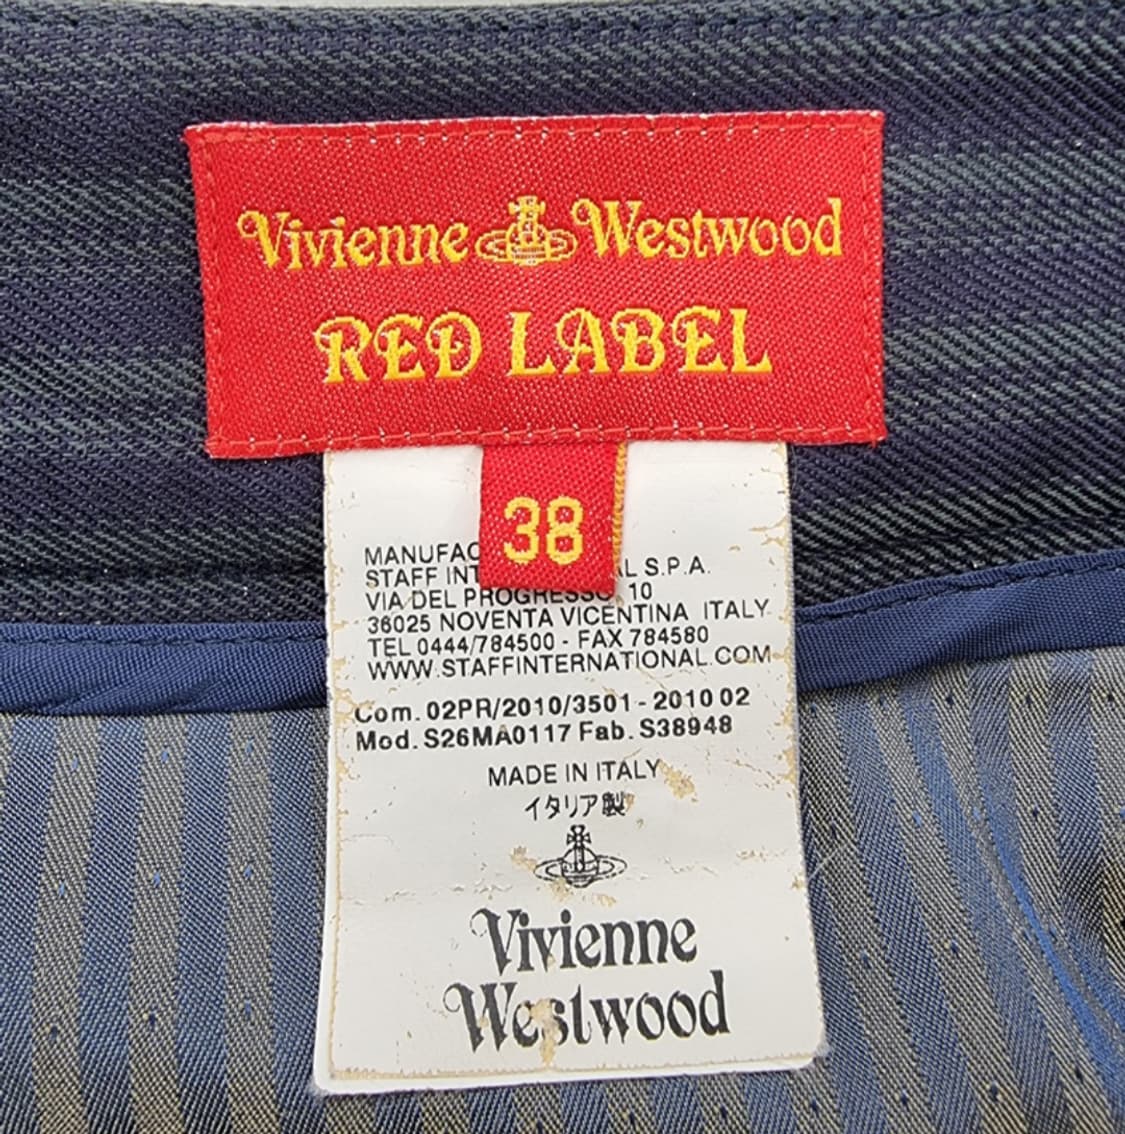 Vivienne Westwood
RED LABEL
38
MANUFAC
STAFF INT AL S.P.A.
VIA DEL PROGRESSO, 10
36025 NOVENTA VICENTINA ITALY
TEL 0444/784500 - FAX 784580
WWW.STAFFINTERNATIONAL.COM
Com. 02PR/2010/3501 - 2010 02
Mod. S26MA0117 Fab. S38948
MADE IN ITALY
イタリア製
Vivienne
Westwood